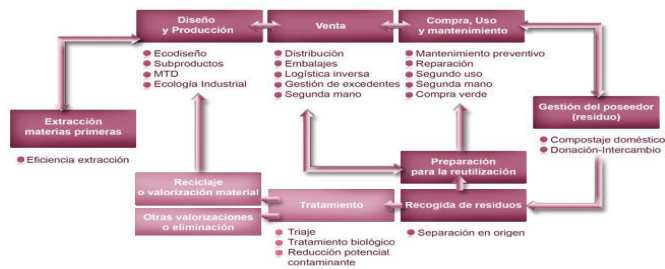 Diseño
y Producción
Venta
Compra, Uso
y mantenimiento
Ecodiseño
Subproductos
MTD
Ecología Industrial
Distribución
Embalajes
Logística inversa
Gestión de excedentes
Segunda mano
Mantenimiento preventivo
Reparación
Segundo uso
Segunda mano
Compra verde
Extracción
materias primeras
Eficiencia extracción
Gestión del poseedor
(residuo)
Compostaje doméstico
Donación-Intercambio
Preparación
para la reutilización
Reciclaje
o valorización material
Otras valorizaciones
o eliminación
Tratamiento
Recogida de residuos
Triaje
Tratamiento biológico
Reducción potencial
contaminante
Separación en origen